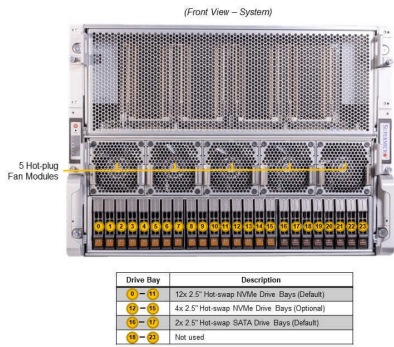 (Front View – System)
SUPERMICRO
5 Hot-plug
Fan Modules
0 1 2 3 4 5 6 7 8 9 10 11 12 13 14 15 16 17 18 19 20 21 22 23
Drive Bay Description
0 – 11 12x 2.5" Hot-swap NVMe Drive Bays (Default)
12 – 15 4x 2.5" Hot-swap NVMe Drive Bays (Optional)
16 – 17 2x 2.5" Hot-swap SATA Drive Bays (Default)
18 – 23 Not used